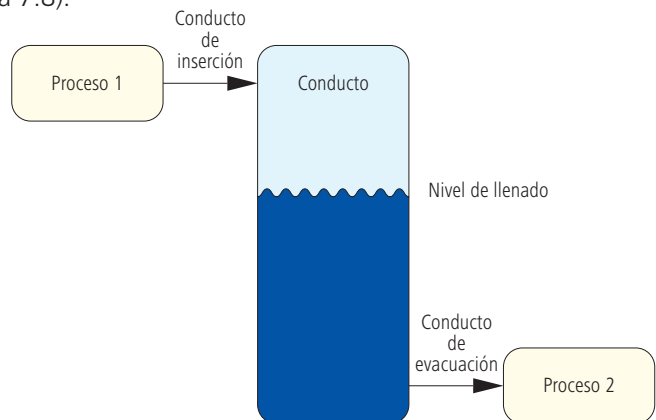 a 7.8).
Conducto
de
inserción
Proceso 1
Conducto
Nivel de llenado
Conducto
de
evacuación
Proceso 2